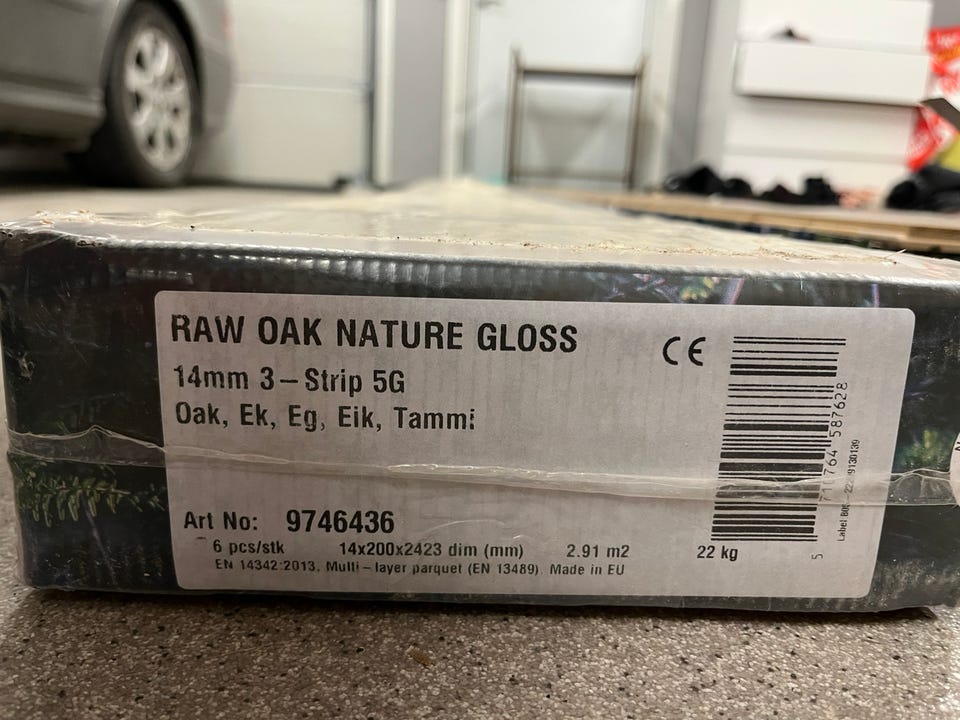 RAW OAK NATURE GLOSS
CE
14mm 3-Strip 5G
Oak, Ek, Eg, Eik, Tammi
Art No: 9746436
6 pcs/stk 14x200x2423 dim (mm) 2.91 m2 22 kg
EN 14342:2013, Multi-layer parquet (EN 13489). Made in EU
587628
Label